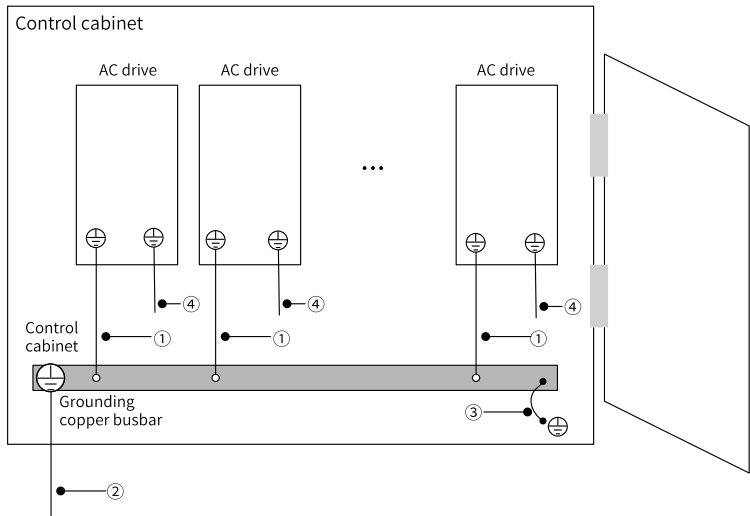 Control cabinet
AC drive
AC drive
AC drive
...
④
④
④
①
①
①
Control
cabinet
Grounding
copper busbar
③
②